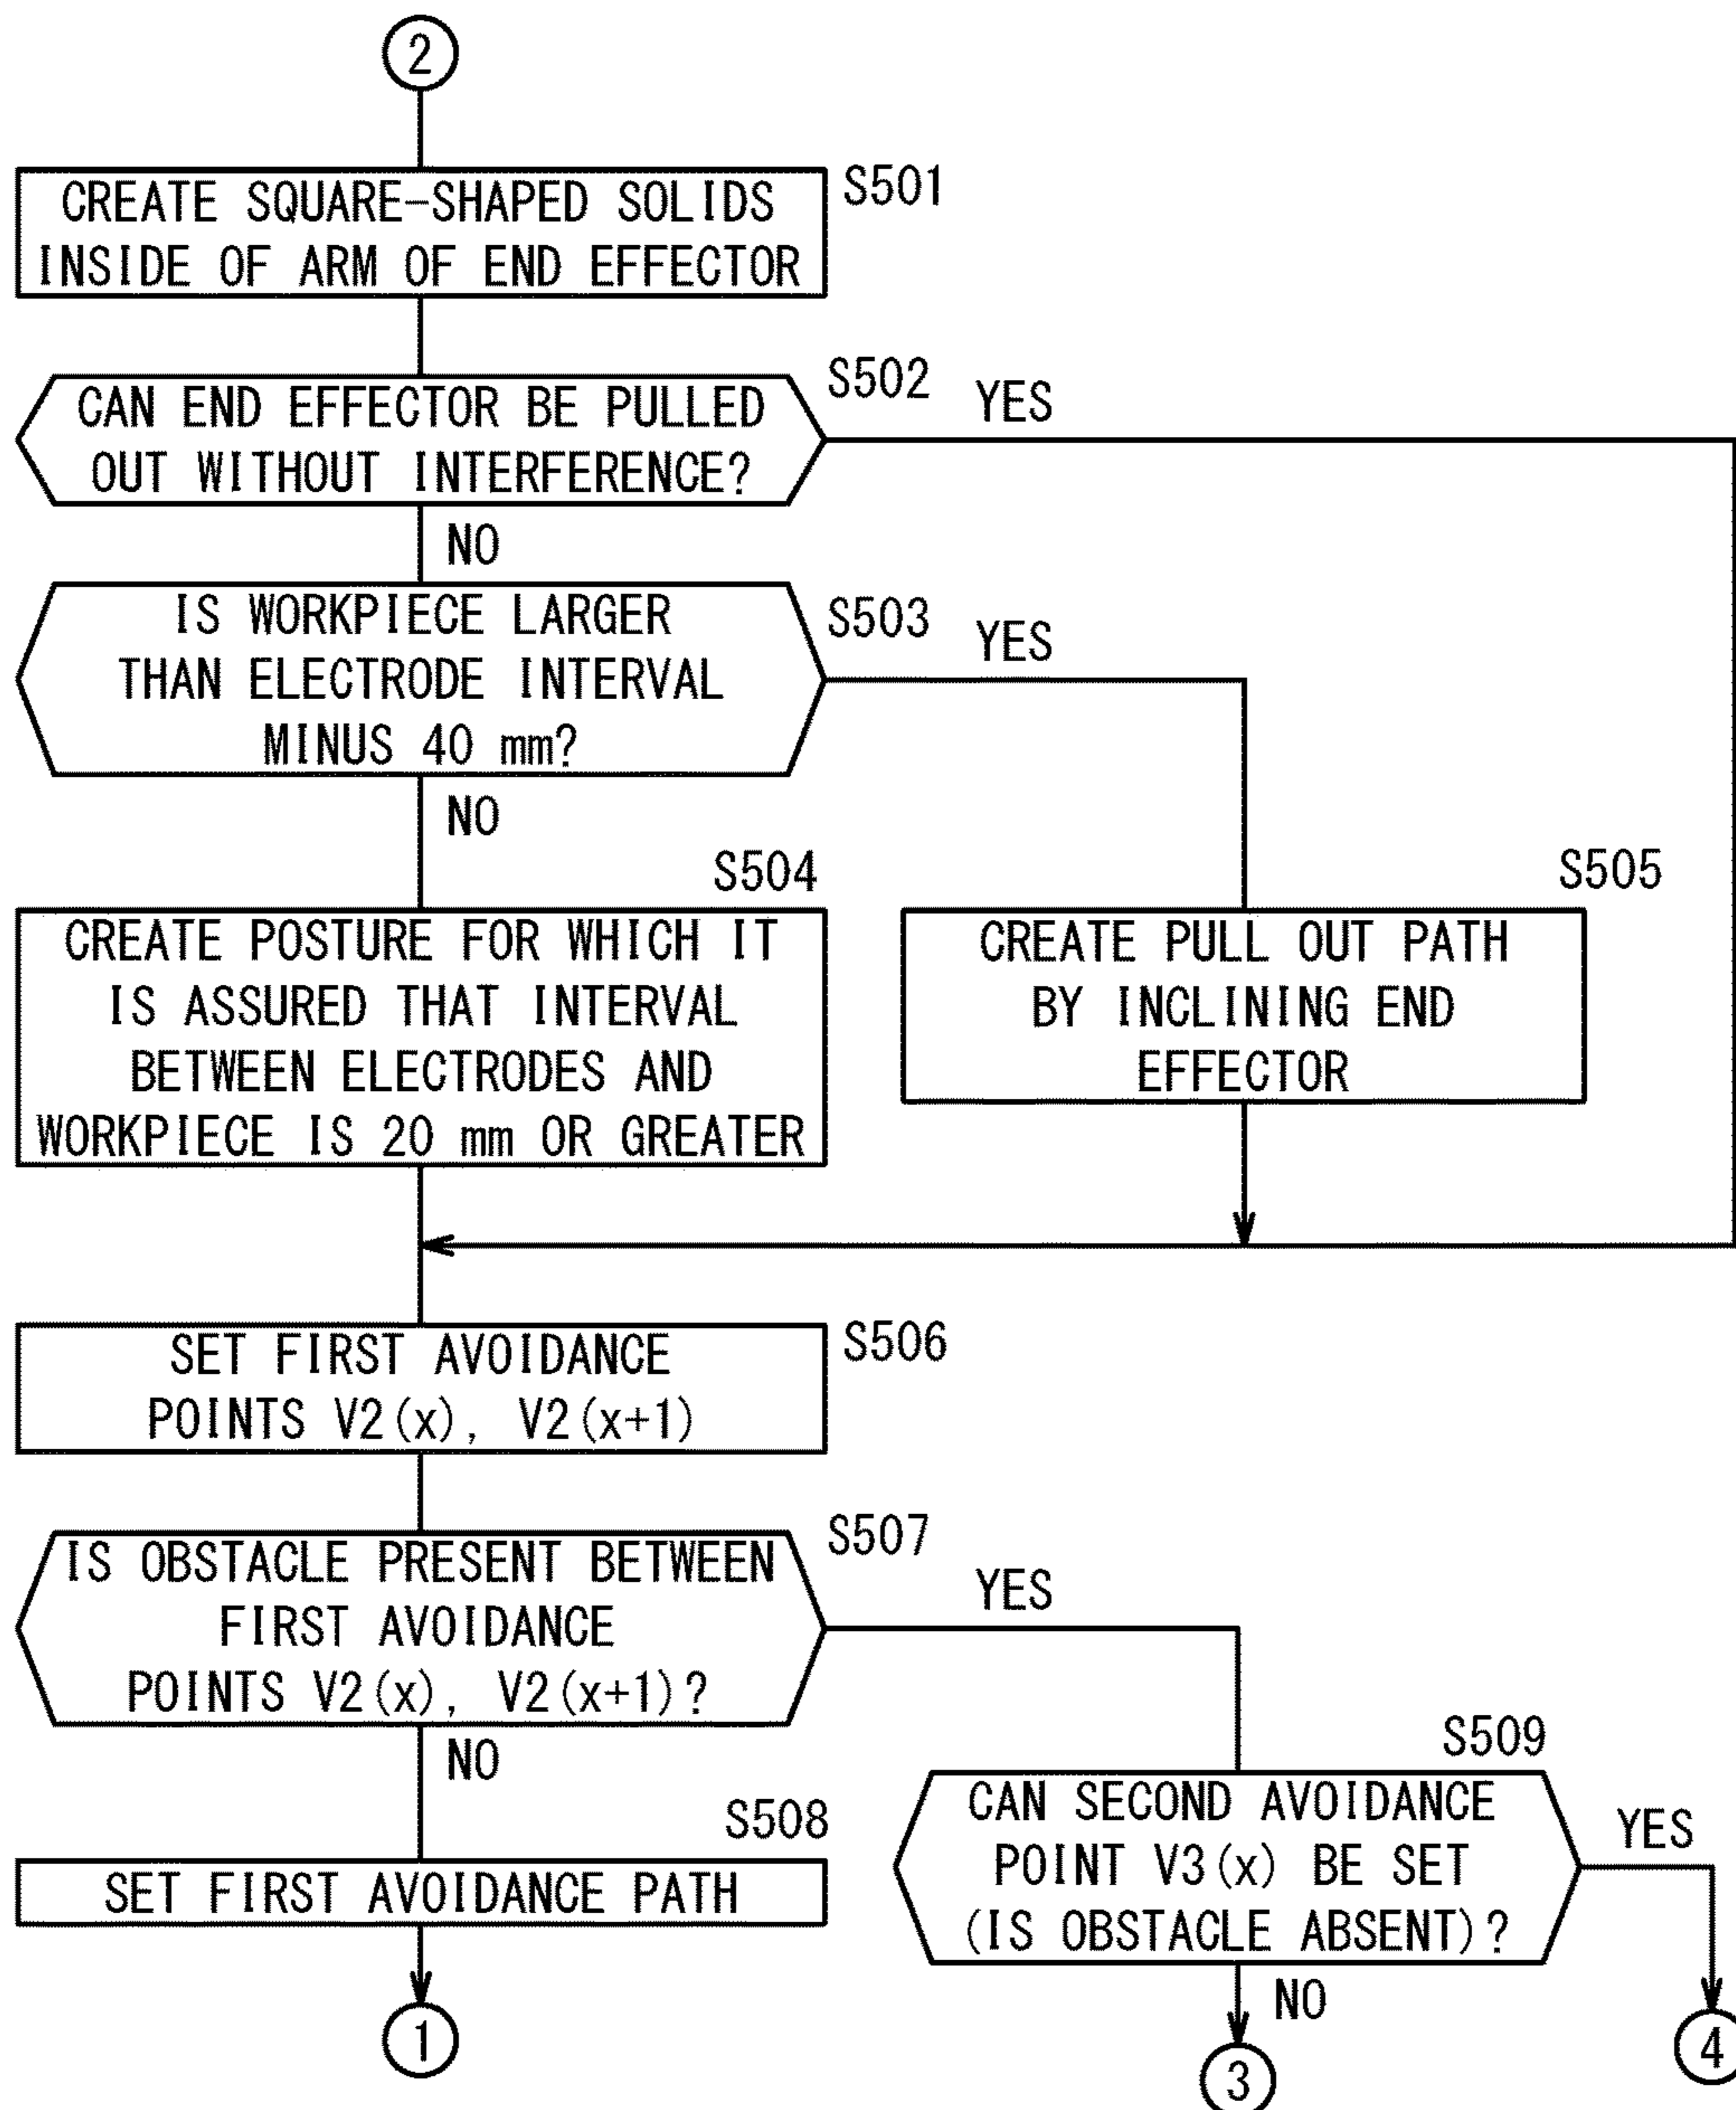 2
CREATE SQUARE-SHAPED SOLIDS
INSIDE OF ARM OF END EFFECTOR
S501
CAN END EFFECTOR BE PULLED
OUT WITHOUT INTERFERENCE?
S502
YES
NO
IS WORKPIECE LARGER
THAN ELECTRODE INTERVAL
MINUS 40 mm?
S503
YES
NO
S504
CREATE POSTURE FOR WHICH IT
IS ASSURED THAT INTERVAL
BETWEEN ELECTRODES AND
WORKPIECE IS 20 mm OR GREATER
S505
CREATE PULL OUT PATH
BY INCLINING END
EFFECTOR
SET FIRST AVOIDANCE
POINTS V2(x), V2(x+1)
S506
IS OBSTACLE PRESENT BETWEEN
FIRST AVOIDANCE
POINTS V2(x), V2(x+1)?
S507
YES
NO
S508
SET FIRST AVOIDANCE PATH
1
S509
CAN SECOND AVOIDANCE
POINT V3(x) BE SET
(IS OBSTACLE ABSENT)?
YES
NO
3
4